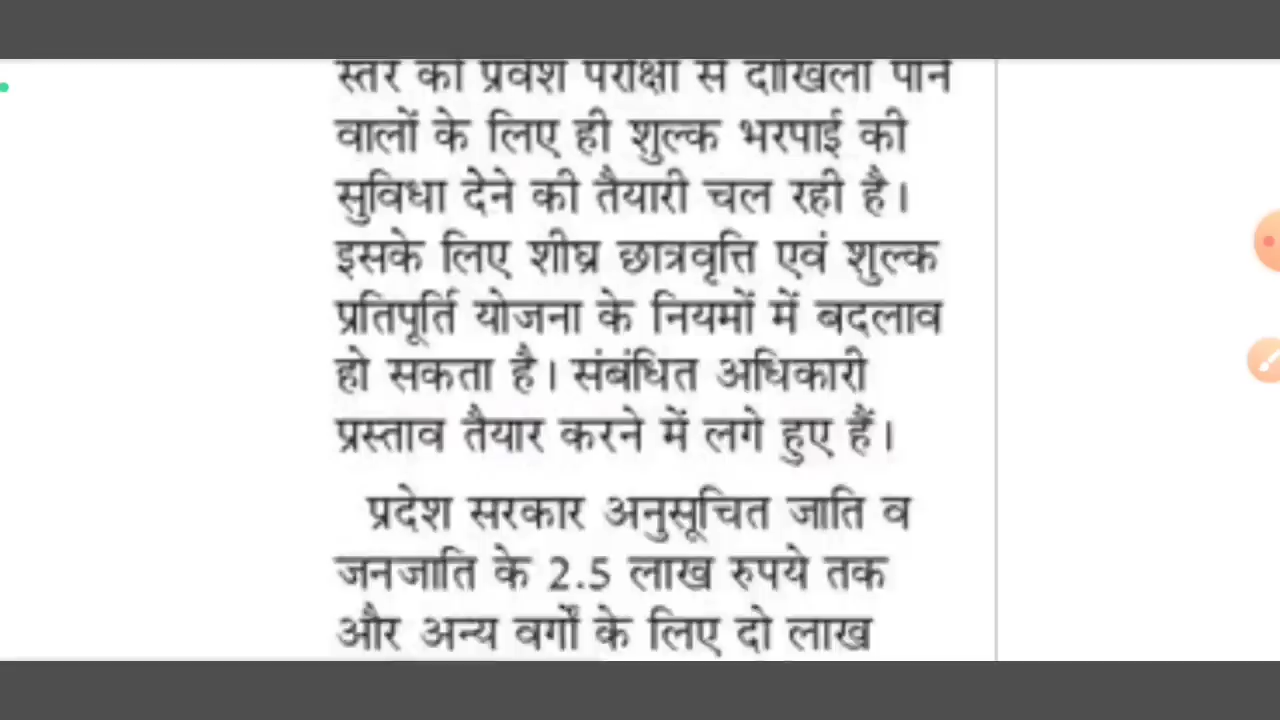 स्तर की प्रवेश परीक्षा से दाखिला पाने
वालों के लिए ही शुल्क भरपाई की
सुविधा देने की तैयारी चल रही है।
इसके लिए शीघ्र छात्रवृत्ति एवं शुल्क
प्रतिपूर्ति योजना के नियमों में बदलाव
हो सकता है। संबंधित अधिकारी
प्रस्ताव तैयार करने में लगे हुए हैं।
प्रदेश सरकार अनुसूचित जाति व
जनजाति के 2.5 लाख रुपये तक
और अन्य वर्गों के लिए दो लाख